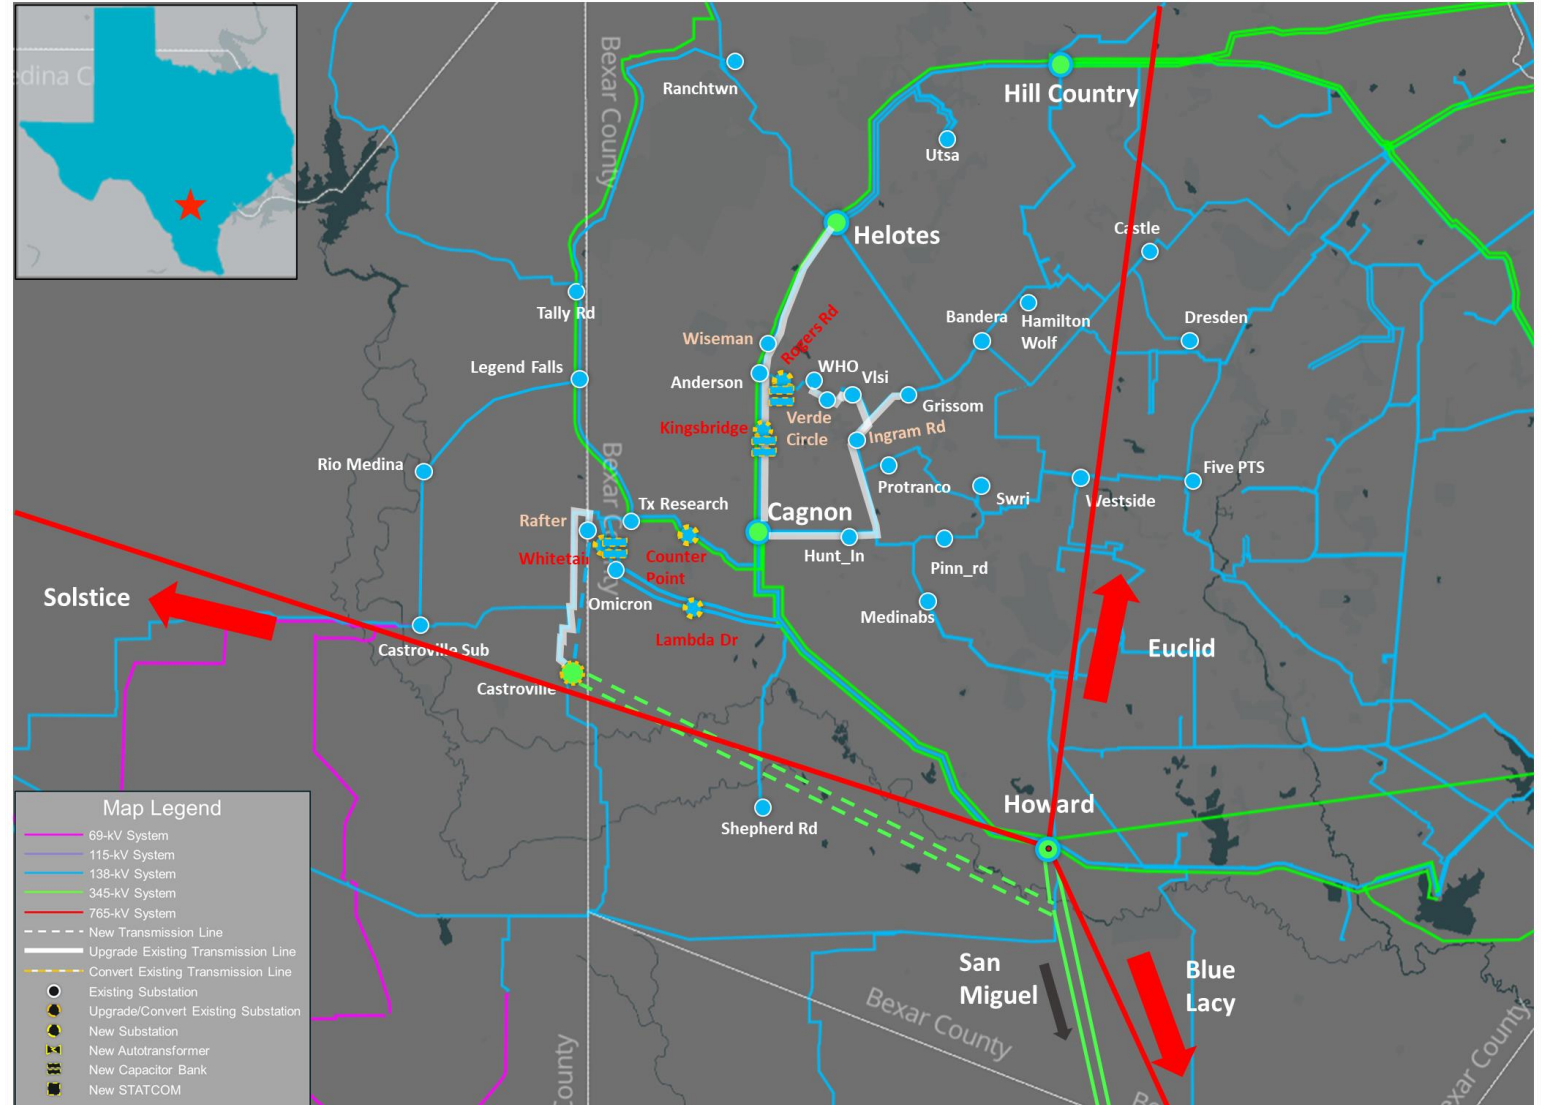 edina C
Bexar County
Ranchtwn
Hill Country
Utsa
Helotes
Castle
Tally Rd
Rogers Rd
Wiseman
Bandera
Hamilton
Wolf
Dresden
Legend Falls
Anderson
WHO
Vlsi
Grissom
Verde
Circle
Kingsbridge
Ingram Rd
Rio Medina
Bexar County
Protranco
Swri
Westside
Five PTS
Tx Research
Cagnon
Rafter
Whitetail
Counter
Point
Hunt_In
Pinn_rd
Omicron
Medinabs
Solstice
Lambda Dr
Euclid
Castroville Sub
Castroville
Howard
Shepherd Rd
Map Legend
69-kV System
115-kV System
138-kV System
345-kV System
765-kV System
New Transmission Line
Upgrade Existing Transmission Line
Convert Existing Transmission Line
Existing Substation
Upgrade/Convert Existing Substation
New Substation
New Autotransformer
New Capacitor Bank
New STATCOM
San
Miguel
Blue
Lacy
Bexar County
County
Be
exar County